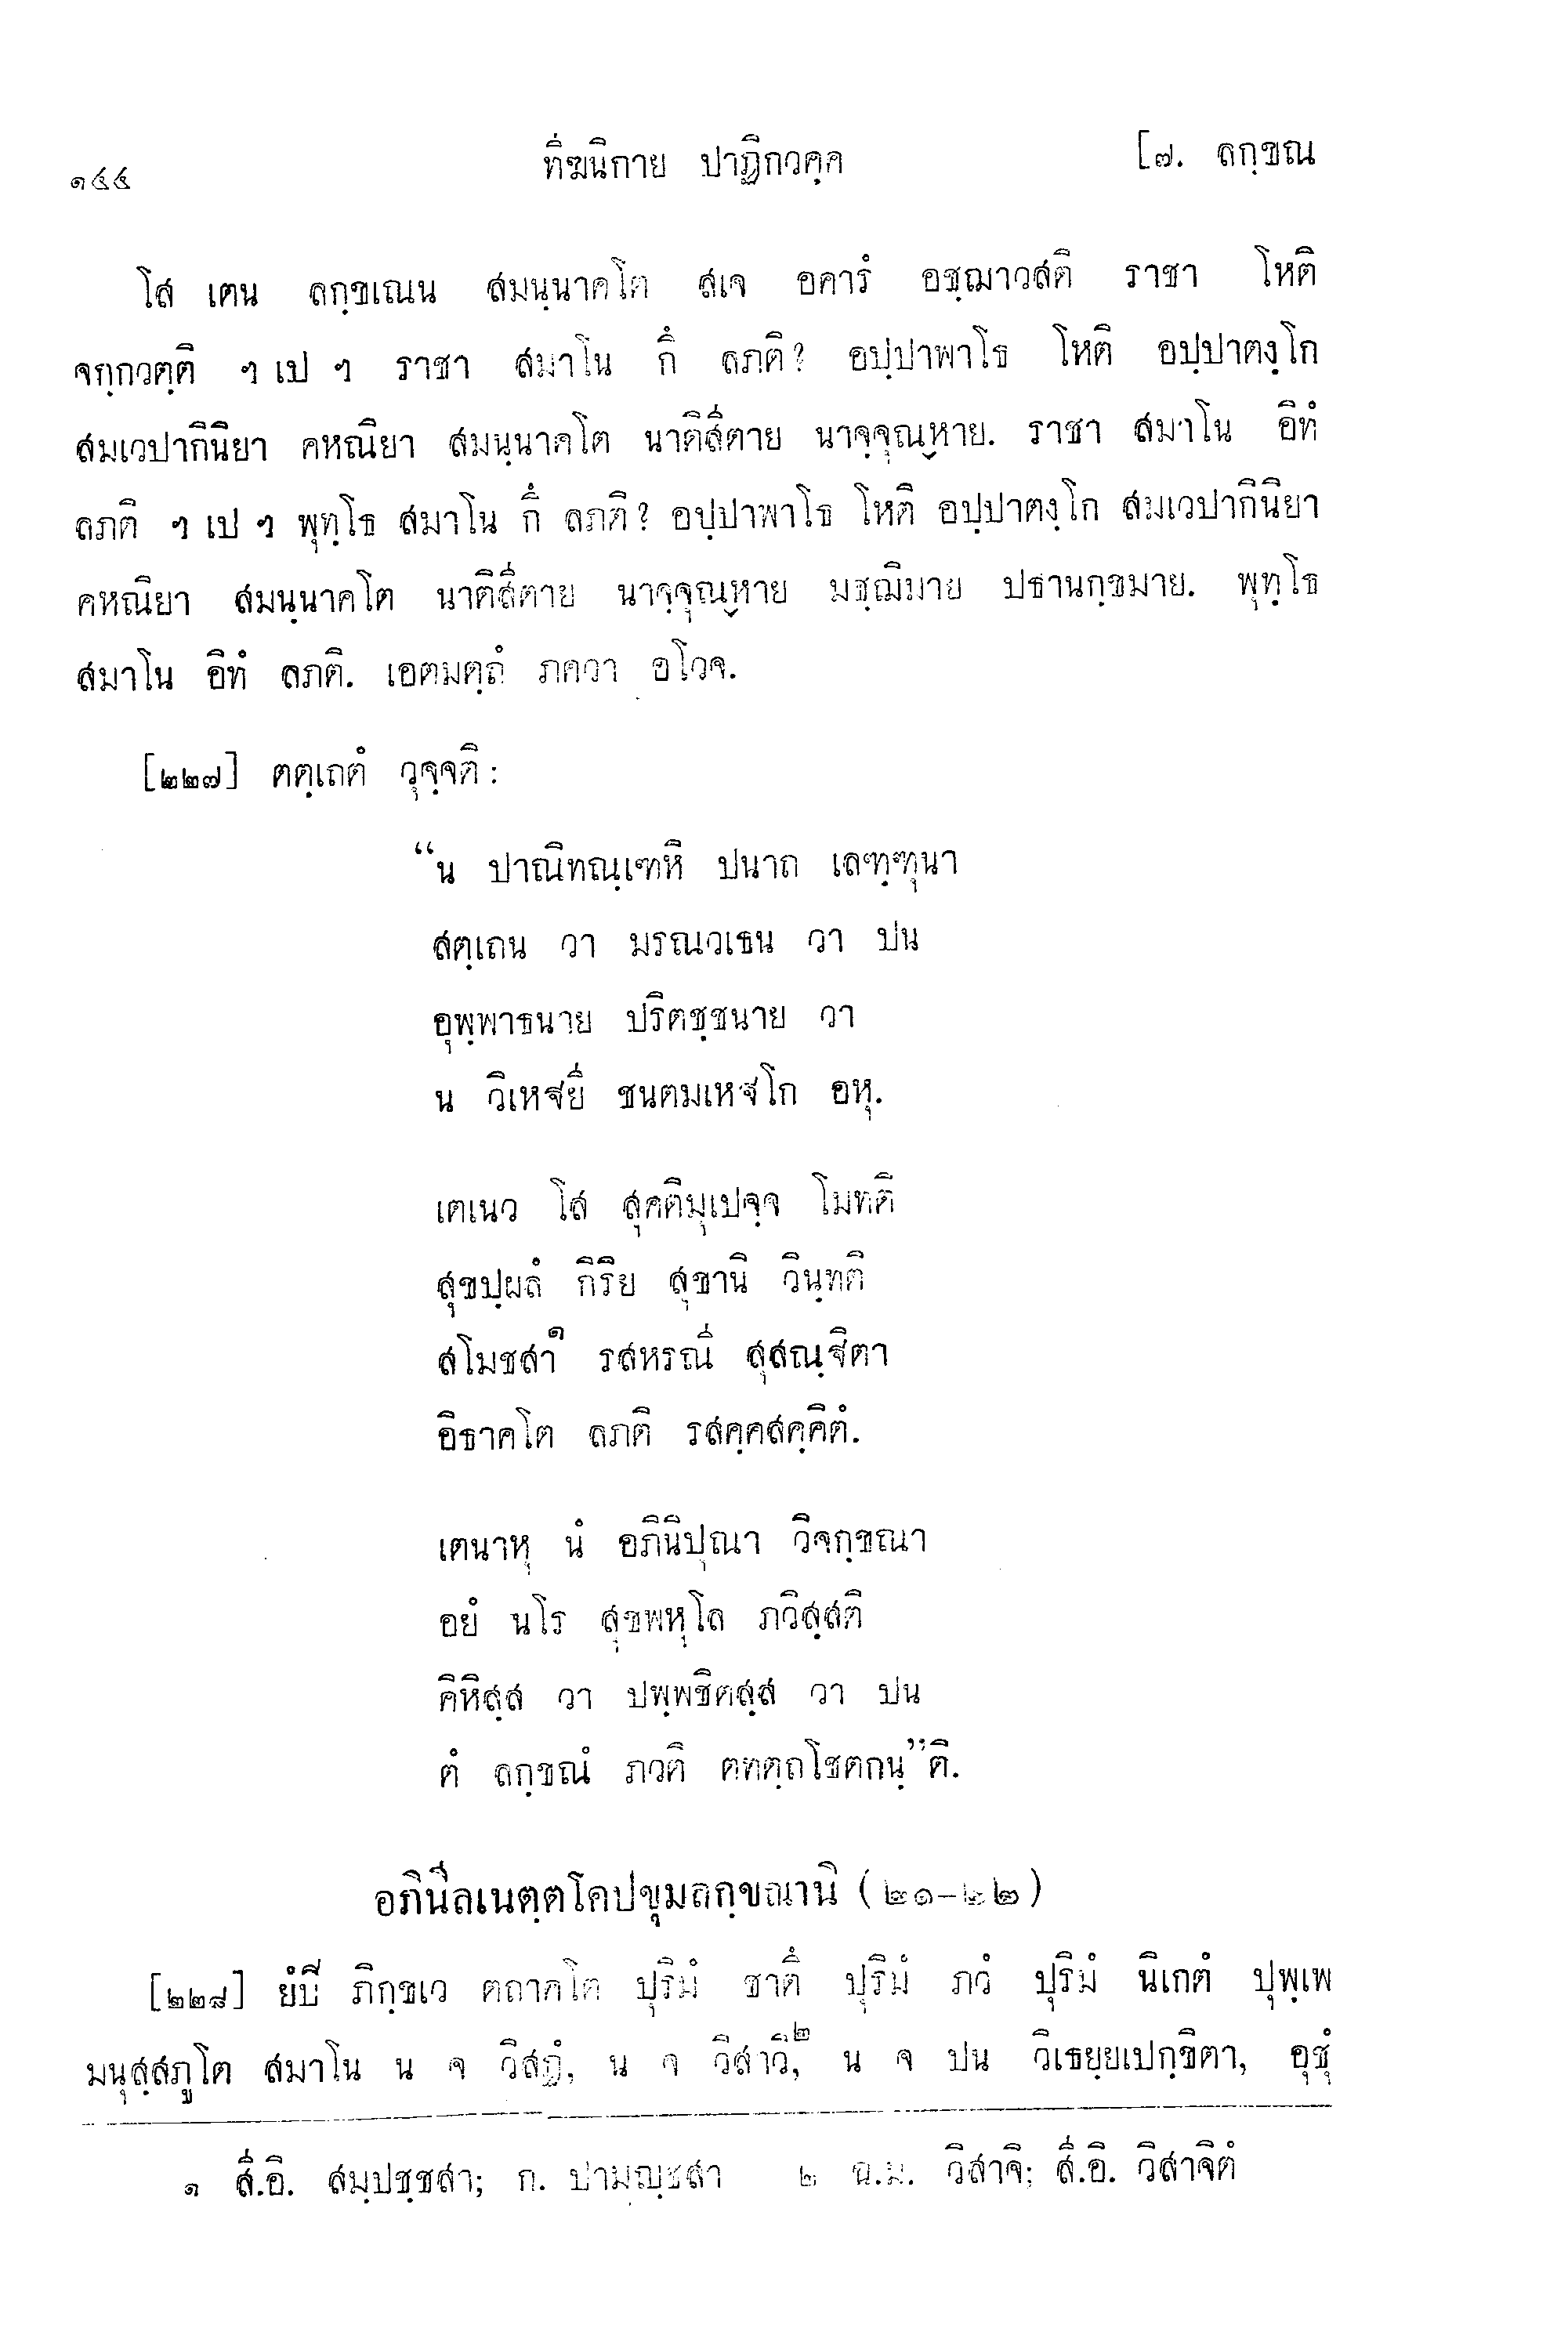 ๑๔๔ ทีฆนิกาย ปาฏิกวคฺค [๗. ลกฺขณ
โส เตน ลกฺขเณน สมนฺนาคโต สเจ อคารํ อชฺฌาวสติ ราชา โหติ
จกฺกวตฺติ ฯ เป ฯ ราชา สมาโน กึ ลภติ? อปฺปาพาโธ โหติ อปฺปาตงฺโก
สมเวปากินิยา คหณิยา สมนฺนาคโต นาติสีตาย นาจฺจุณฺหาย. ราชา สมาโน อิทํ
ลภติ ฯ เป ฯ พุทฺโธ สมาโน กึ ลภติ? อปฺปาพาโธ โหติ อปฺปาตงฺโก สมเวปากินิยา
คหณิยา สมนฺนาคโต นาติสีตาย นาจฺจุณฺหาย มชฺฌิมาย ปธานกฺขมาย. พุทฺโธ
สมาโน อิทํ ลภติ. เอตมตฺถํ ภควา อโวจ.
[๒๒๗] ตตฺเถตํ วุจฺจติ:
“น ปาณิทณฺเฑหิ ปนาถ เลฑฺฑุนา
สตฺเถน วา มรณวเธน วา ปน
อุพฺพาธนาย ปริตชฺชนาย วา
น วิเหสยี ชนตมเหสโก อหุ.
เตเนว โส สุคติมุเปจฺจ โมทติ
สุขปฺผลํ กิริย สุขานิ วินฺทติ
สโมชสา๑ รสหรณี สุสณฺฐิตา
อิธาคโต ลภติ รสคฺคสคฺคิตํ.
เตนาหุ นํ อภินิปุณา วิจกฺขณา
อยํ นโร สุขพหุโล ภวิสฺสติ
คิหิสฺส วา ปพฺพชิตสฺส วา ปน
ตํ ลกฺขณํ ภวติ ตทตฺถโชตกนฺ”ติ.
อภินีลเนตฺตโคปขุมลกฺขณานิ (๒๑-๒๒)
[๒๒๘] ยํปิ ภิกฺขเว ตถาคโต ปุริมํ ชาตึ ปุริมํ ภวํ ปุริมํ นิเกตํ ปุพฺเพ
มนุสฺสภูโต สมาโน น จ วิสฏํ, น จ วิสาวิ,๒ น จ ปน วิเธยฺยเปกฺขิตา, อุชุํ
๑ สี.อิ. สมฺปชฺชสา; ก. ปามุญฺชสา ๒ ฉ.ม. วิสาจิ; สี.อิ. วิสาจิตํ